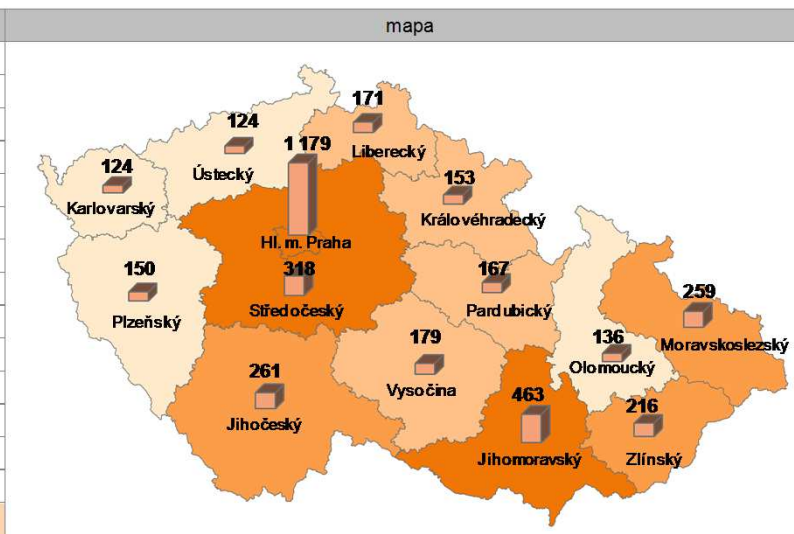 mapa
171
Liberecký
124
Ústecký
1 179
Hl. m. Praha
124
Karlovarský
153
Královéhradecký
150
Plzeňský
318
Středočeský
167
Pardubický
259
Moravskoslezský
136
Olomoucký
179
Vysočina
261
Jihočeský
463
Jihomoravský
216
Zlínský